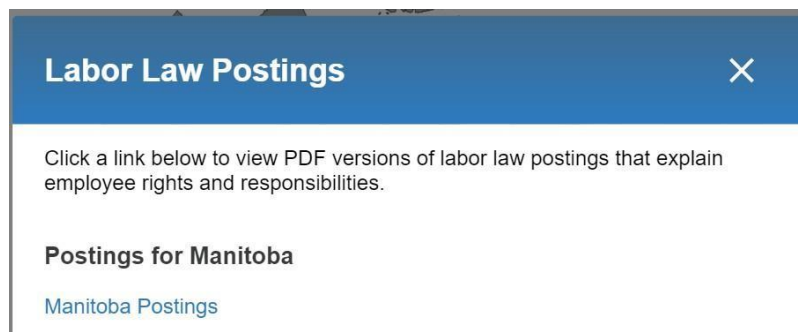 Labor Law Postings
Click a link below to view PDF versions of labor law postings that explain
employee rights and responsibilities.
Postings for Manitoba
Manitoba Postings